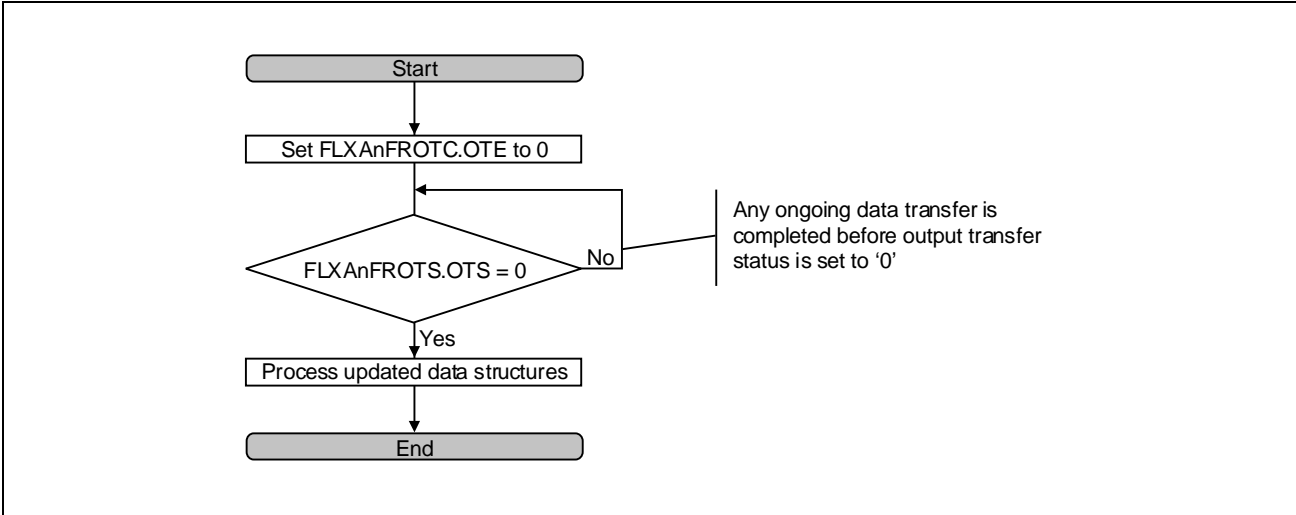 Start
Set FLXAnFROTC.OTE to 0
FLXAnFROTS.OTS = 0
No
Any ongoing data transfer is
completed before output transfer
status is set to ‘0’
Yes
Process updated data structures
End